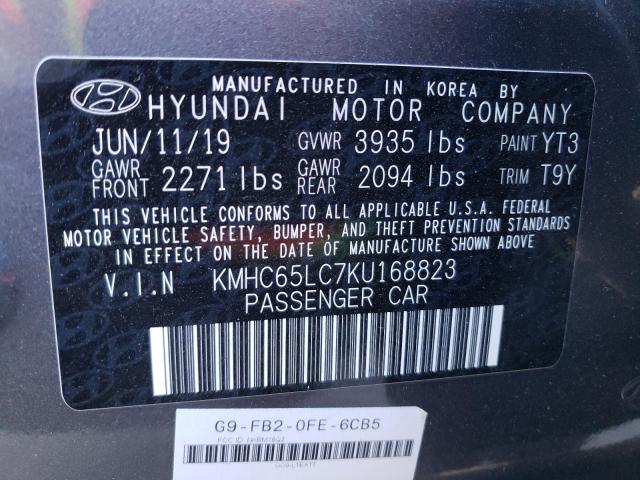 MANUFACTURED IN KOREA BY
HYUNDAI MOTOR COMPANY
JUN/11/19 GVWR 3935 lbs PAINT YT3
GAWR FRONT 2271 lbs GAWR REAR 2094 lbs TRIM T9Y
THIS VEHICLE CONFORMS TO ALL APPLICABLE U.S.A. FEDERAL
MOTOR VEHICLE SAFETY, BUMPER, AND THEFT PREVENTION STANDARDS
IN EFFECT ON THE DATE OF MANUFACTURE SHOWN ABOVE.
V.I.N KMHC65LC7KU168823
PASSENGER CAR
G9-FB2-0FE-6CB5
FCC ID